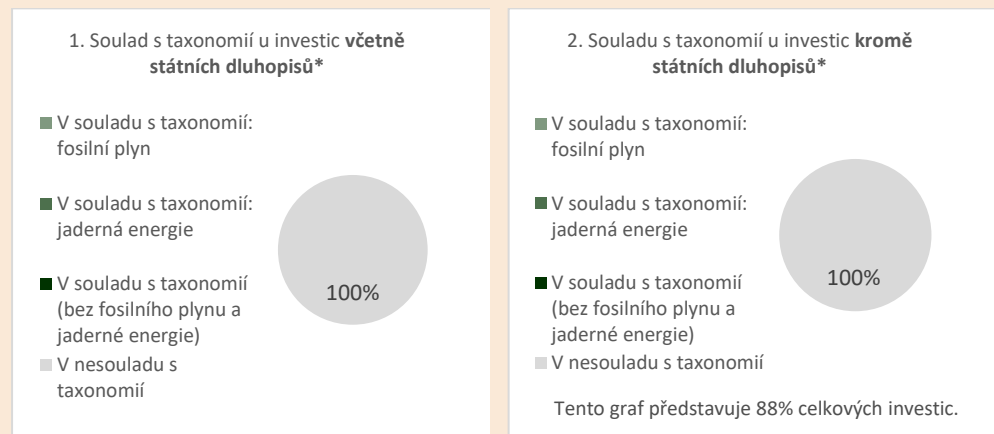 1. Soulad s taxonomií u investic včetně
státních dluhopisů*
V souladu s taxonomií:
fosilní plyn
V souladu s taxonomií:
jaderná energie
V souladu s taxonomií
(bez fosilního plynu a
jaderné energie)
V nesouladu s
taxonomií
100%
2. Souladu s taxonomií u investic kromě
státních dluhopisů*
V souladu s taxonomií:
fosilní plyn
V souladu s taxonomií:
jaderná energie
V souladu s taxonomií
(bez fosilního plynu a
jaderné energie)
V nesouladu s taxonomií
100%
Tento graf představuje 88% celkových investic.